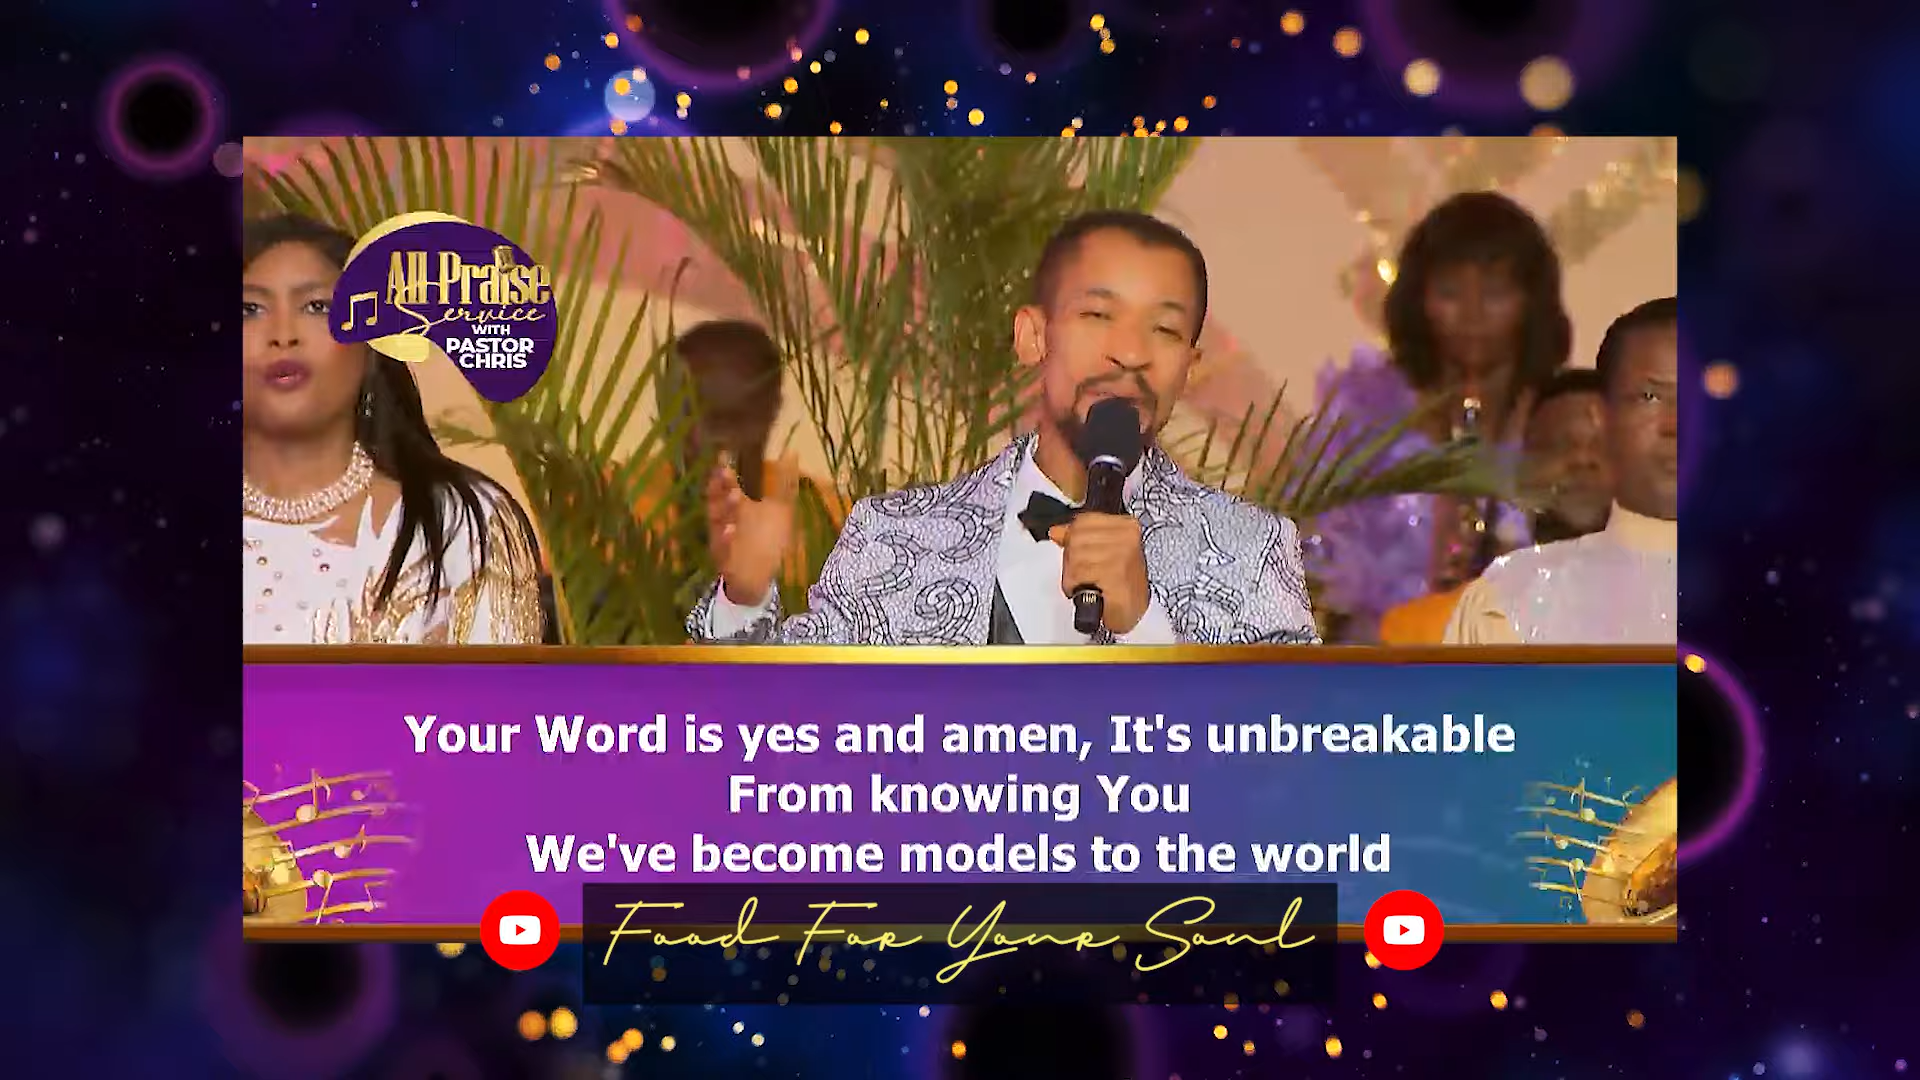 All Praise
Service
WITH
PASTOR
CHRIS
Your Word is yes and amen, It's unbreakable
From knowing You
We've become models to the world
Food For Your Soul